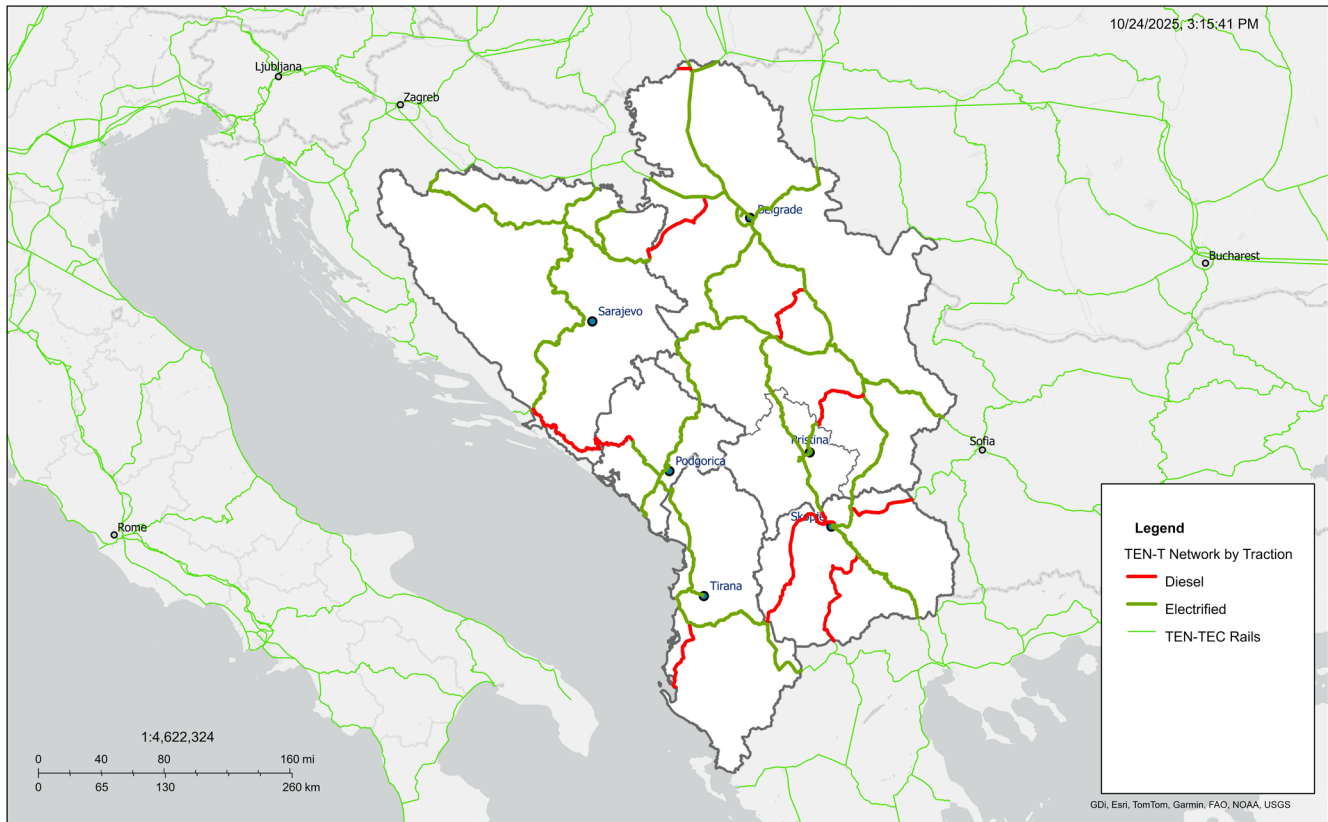 10/24/2025, 3:15:41 PM
Ljubljana
Zagreb
Belgrade
Bucharest
Sarajevo
Pristina
Sofia
Podgorica
Skopje
Rome
Tirana
Legend
TEN-T Network by Traction
Diesel
Electrified
TEN-TEC Rails
1:4,622,324
0 40 80 160 mi
0 65 130 260 km
GDi, Esri, TomTom, Garmin, FAO, NOAA, USGS